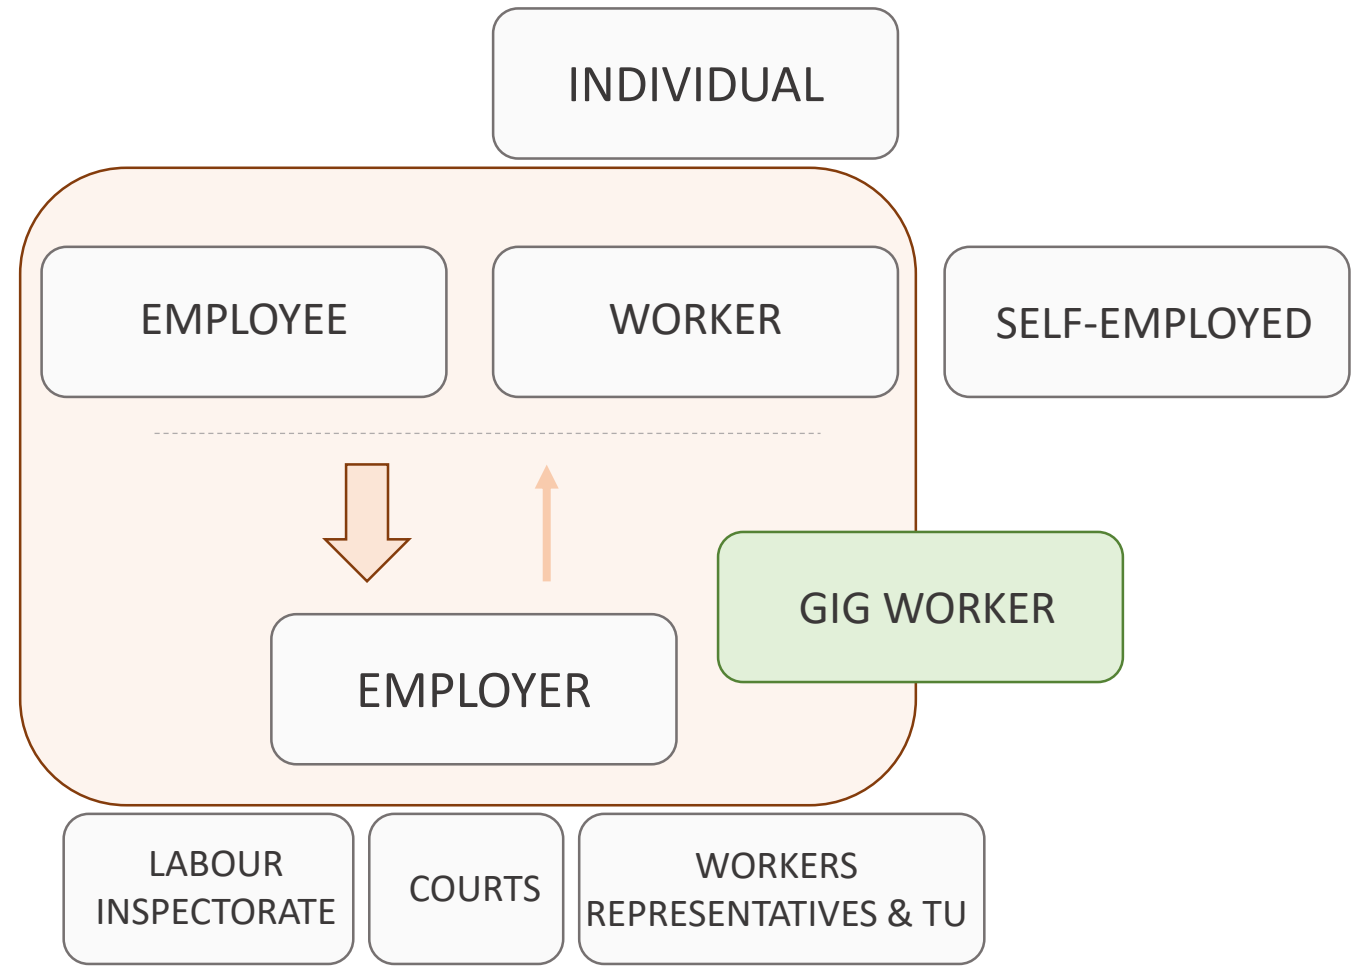 INDIVIDUAL
EMPLOYEE
WORKER
SELF-EMPLOYED
GIG WORKER
EMPLOYER
LABOUR
INSPECTORATE
COURTS
WORKERS
REPRESENTATIVES & TU